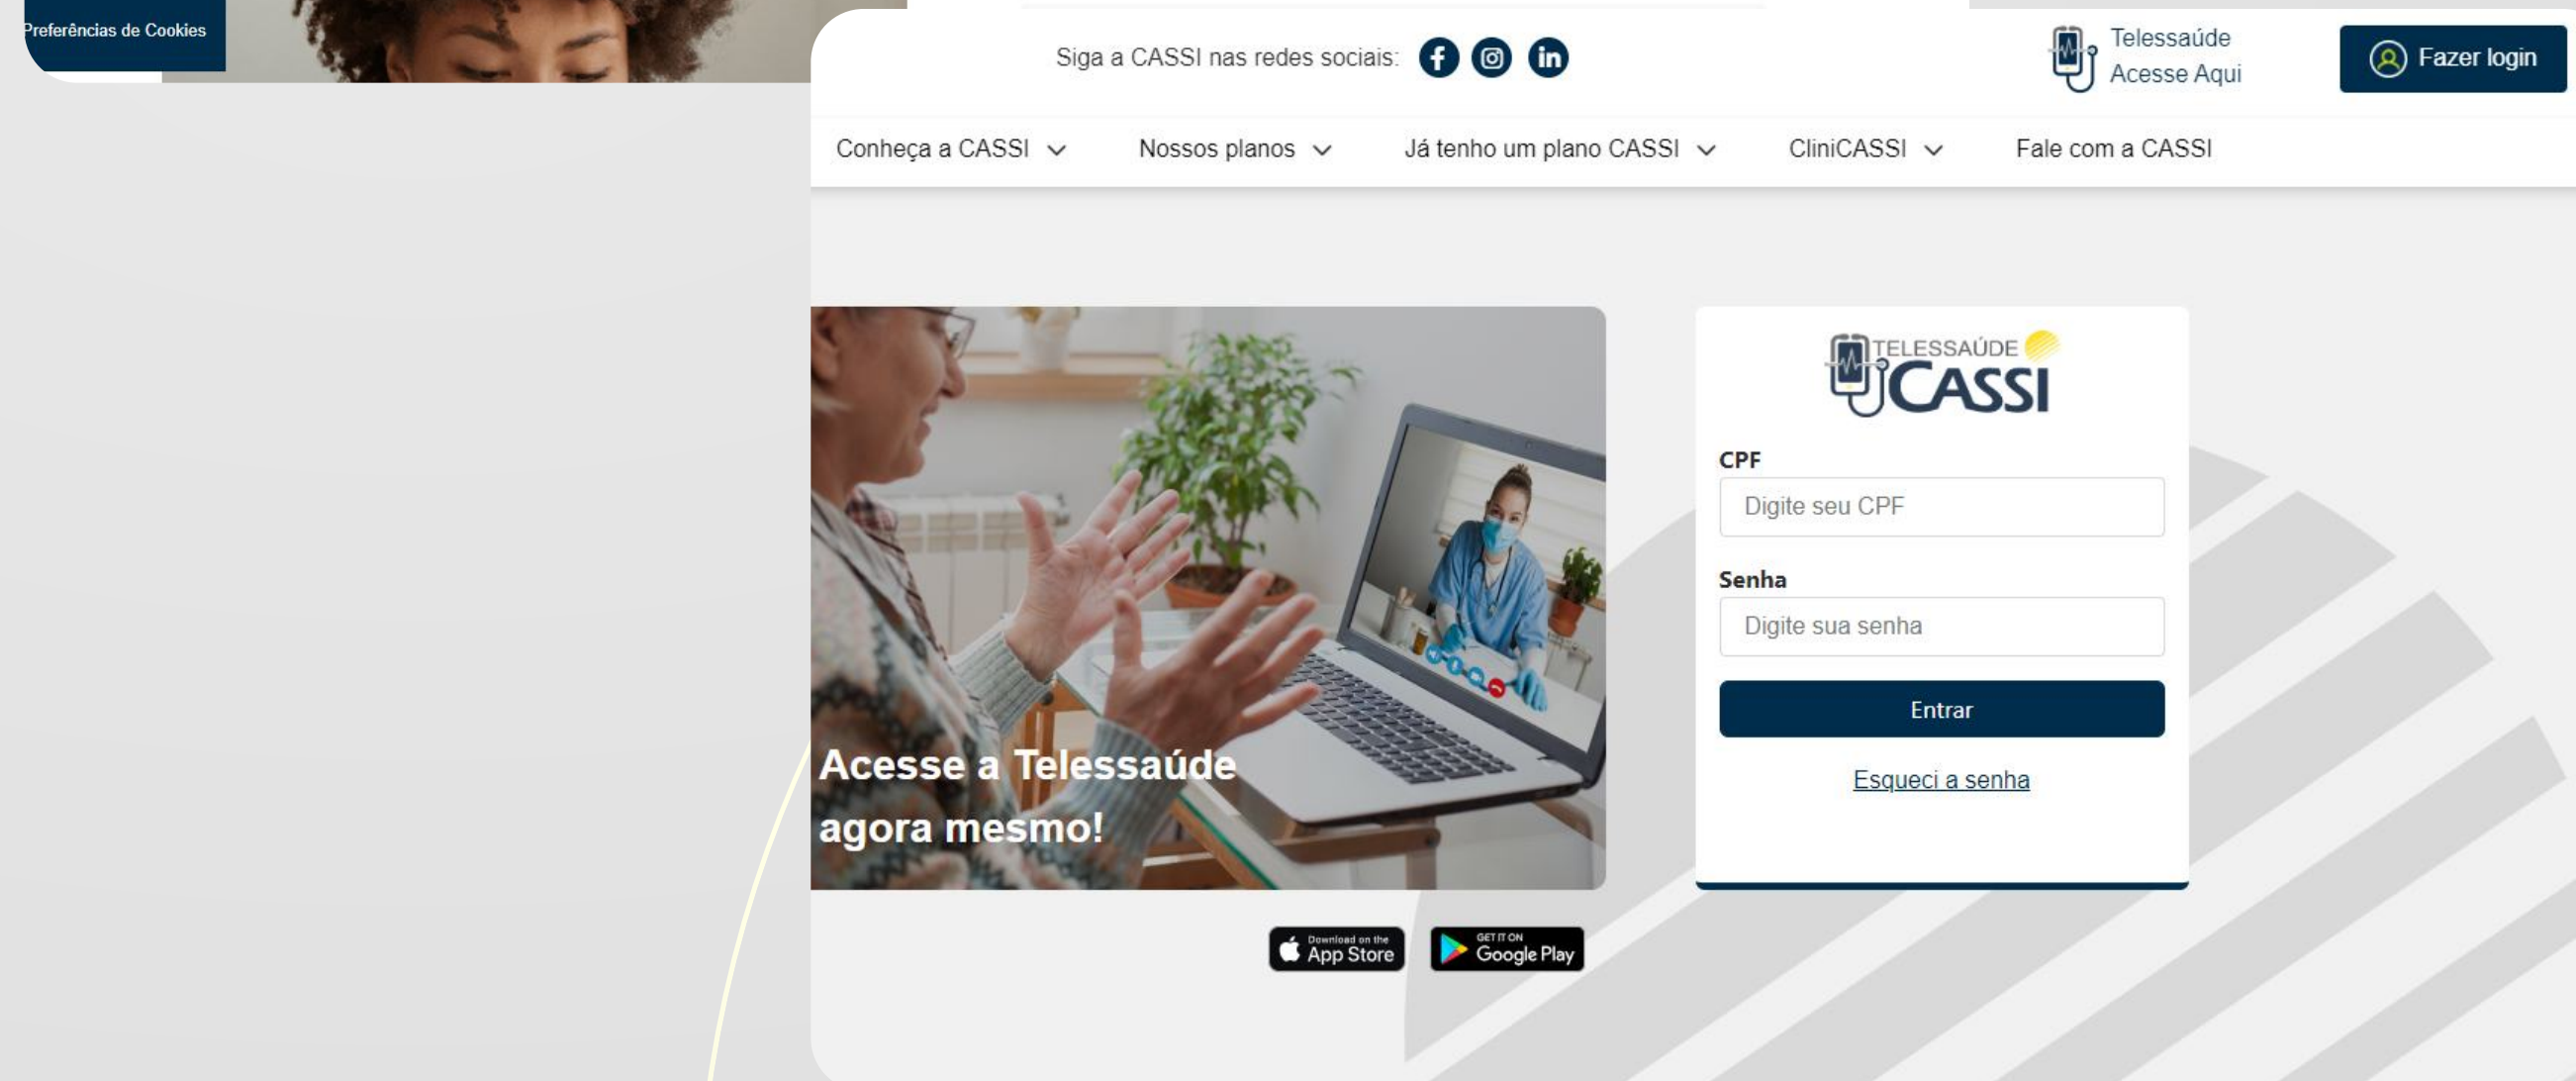 Preferências de Cookies
Siga a CASSI nas redes sociais:
Telessaúde
Acesse Aqui
Fazer login
Conheça a CASSI
Nossos planos
Já tenho um plano CASSI
CliniCASSI
Fale com a CASSI
Acesse a Telessaúde
agora mesmo!
TELESSAÚDE
CASSI
CPF
Digite seu CPF
Senha
Digite sua senha
Entrar
Esqueci a senha
Download on the
App Store
GET IT ON
Google Play